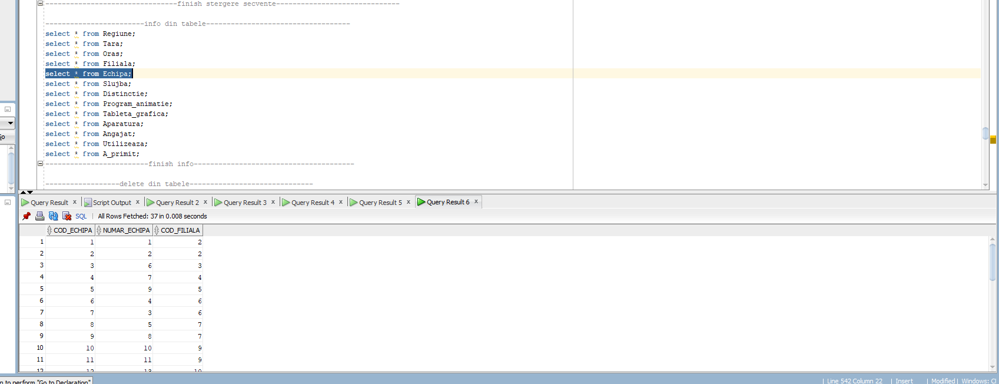 ------------------------------------finish stergere secvente------------------------------
------------------------info din tabele-----------------------------------
select * from Regiune;
select * from Tara;
select * from Oras;
select * from Filiala;
select * from Echipa;
select * from Slujba;
select * from Distinctie;
select * from Program_animatie;
select * from Tableta_grafica;
select * from Aparatura;
select * from Angajat;
select * from Utilizeaza;
select * from A_primit;
-------------------------finish info---------------------------------------
------------------delete din tabele------------------------------
Query Result x Script Output x Query Result 2 x Query Result 3 x Query Result 4 x Query Result 5 x Query Result 6 x
SQL | All Rows Fetched: 37 in 0.008 seconds
COD_ECHIPA NUMAR_ECHIPA COD_FILIALA
1 1 1 2
2 2 2 2
3 3 6 3
4 4 7 4
5 5 9 5
6 6 4 6
7 7 3 6
8 8 5 7
9 9 8 7
10 10 10 9
11 11 11 9
12 12 13 10
to perform "Go to Declaration"
| Line 542 Column 22 | Insert | Modified | Windows: